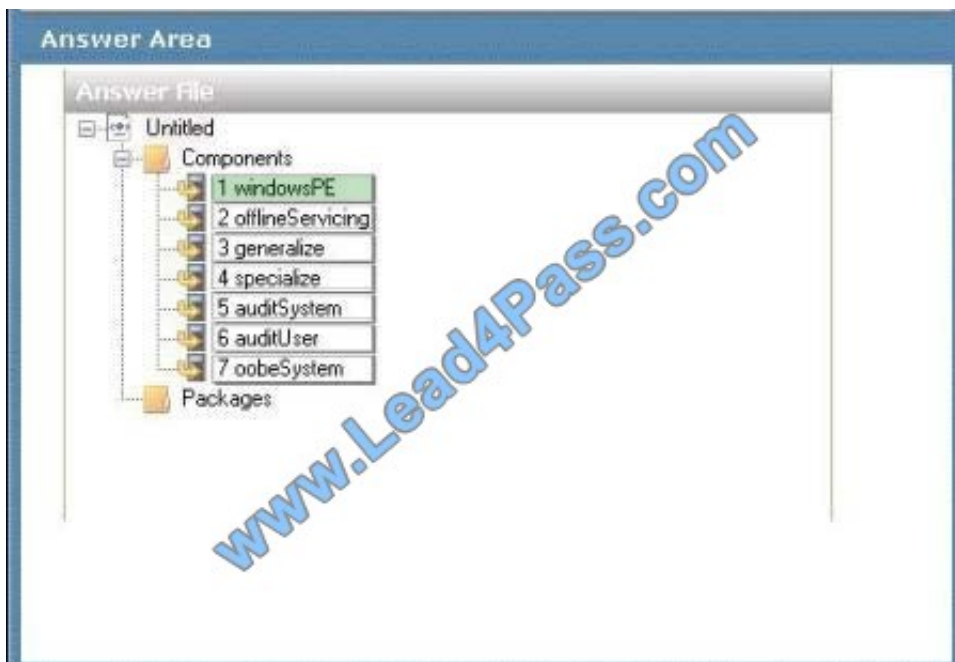 Answer Area
Answer File
Untitled
Components
1 windowsPE
2 offlineServicing
3 generalize
4 specialize
5 auditSystem
6 auditUser
7 oobeSystem
Packages
www.Lead4Pass.com